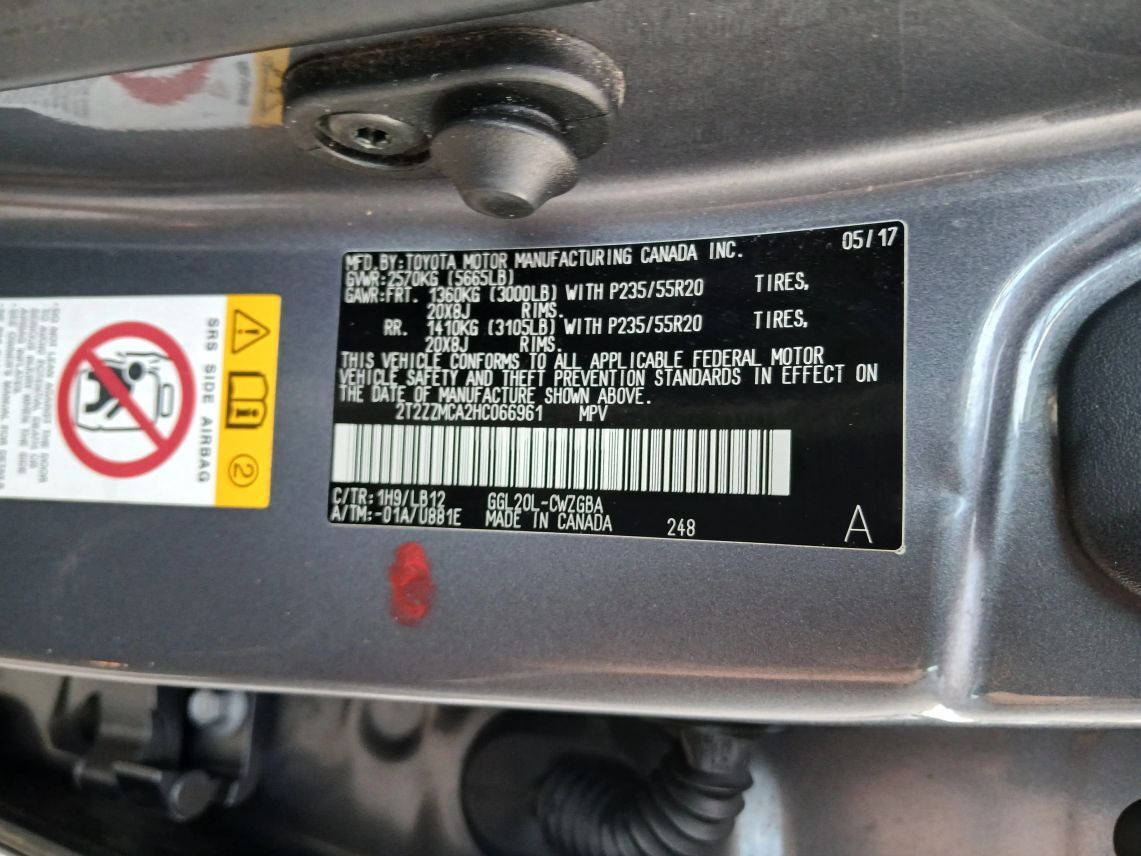 MFD.BY:TOYOTA MOTOR MANUFACTURING CANADA INC. 05/17
GVWR:2570KG (5665LB)
GAWR:FRT. 1360KG (3000LB) WITH P235/55R20 TIRES,
20X8J RIMS.
RR. 1410KG (3105LB) WITH P235/55R20 TIRES,
20X8J RIMS.
THIS VEHICLE CONFORMS TO ALL APPLICABLE FEDERAL MOTOR
VEHICLE SAFETY AND THEFT PREVENTION STANDARDS IN EFFECT ON
THE DATE OF MANUFACTURE SHOWN ABOVE.
2T2ZZMCA2HC066961 MPV
C/TR: 1H9/LB12 GGL20L-CWZGBA
A/TM:-01A/U881E MADE IN CANADA 248 A
SRS SIDE AIRBAG
2